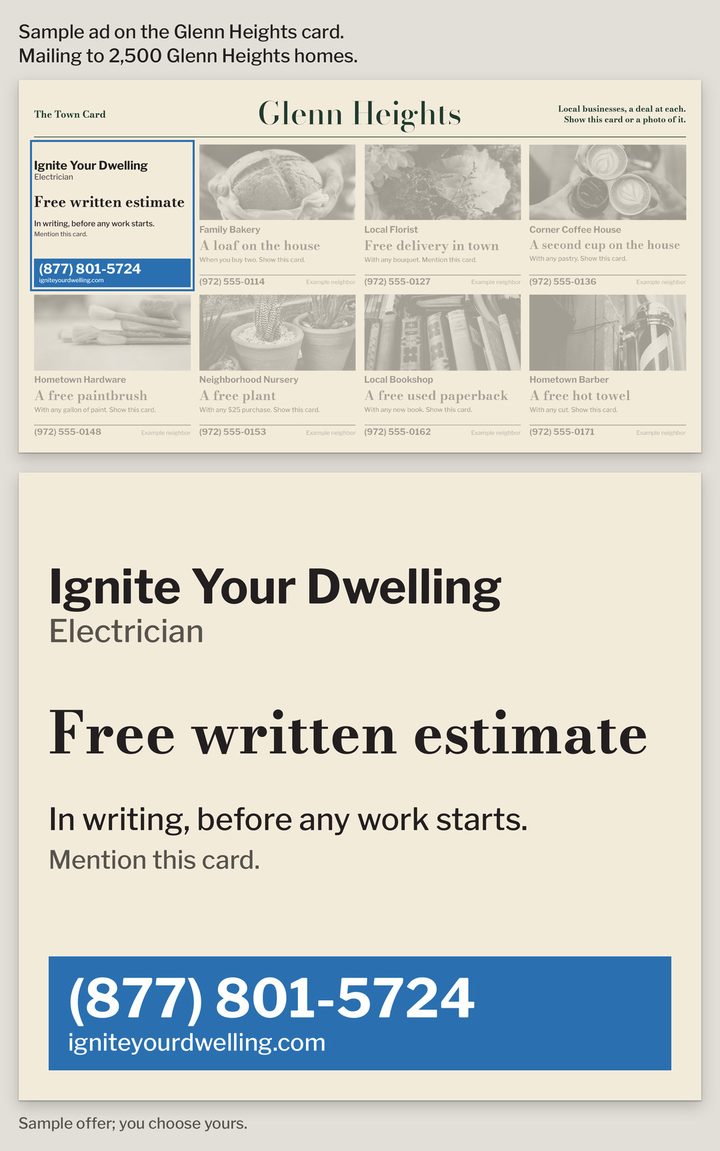 Sample ad on the Glenn Heights card.
Mailing to 2,500 Glenn Heights homes.
The Town Card
Glenn Heights
Local businesses, a deal at each.
Show this card or a photo of it.
Ignite Your Dwelling
Electrician
Free written estimate
In writing, before any work starts.
Mention this card.
(877) 801-5724
igniteyourdwelling.com
Family Bakery
A loaf on the house
When you buy two. Show this card.
(972) 555-0114
Example neighbor
Local Florist
Free delivery in town
With any bouquet. Mention this card.
(972) 555-0127
Example neighbor
Corner Coffee House
A second cup on the house
With any pastry. Show this card.
(972) 555-0136
Example neighbor
Hometown Hardware
A free paintbrush
With any gallon of paint. Show this card.
(972) 555-0148
Example neighbor
Neighborhood Nursery
A free plant
With any $25 purchase. Show this card.
(972) 555-0153
Example neighbor
Local Bookshop
A free used paperback
With any new book. Show this card.
(972) 555-0162
Example neighbor
Hometown Barber
A free hot towel
With any cut. Show this card.
(972) 555-0171
Example neighbor
Ignite Your Dwelling
Electrician
Free written estimate
In writing, before any work starts.
Mention this card.
(877) 801-5724
igniteyourdwelling.com
Sample offer; you choose yours.